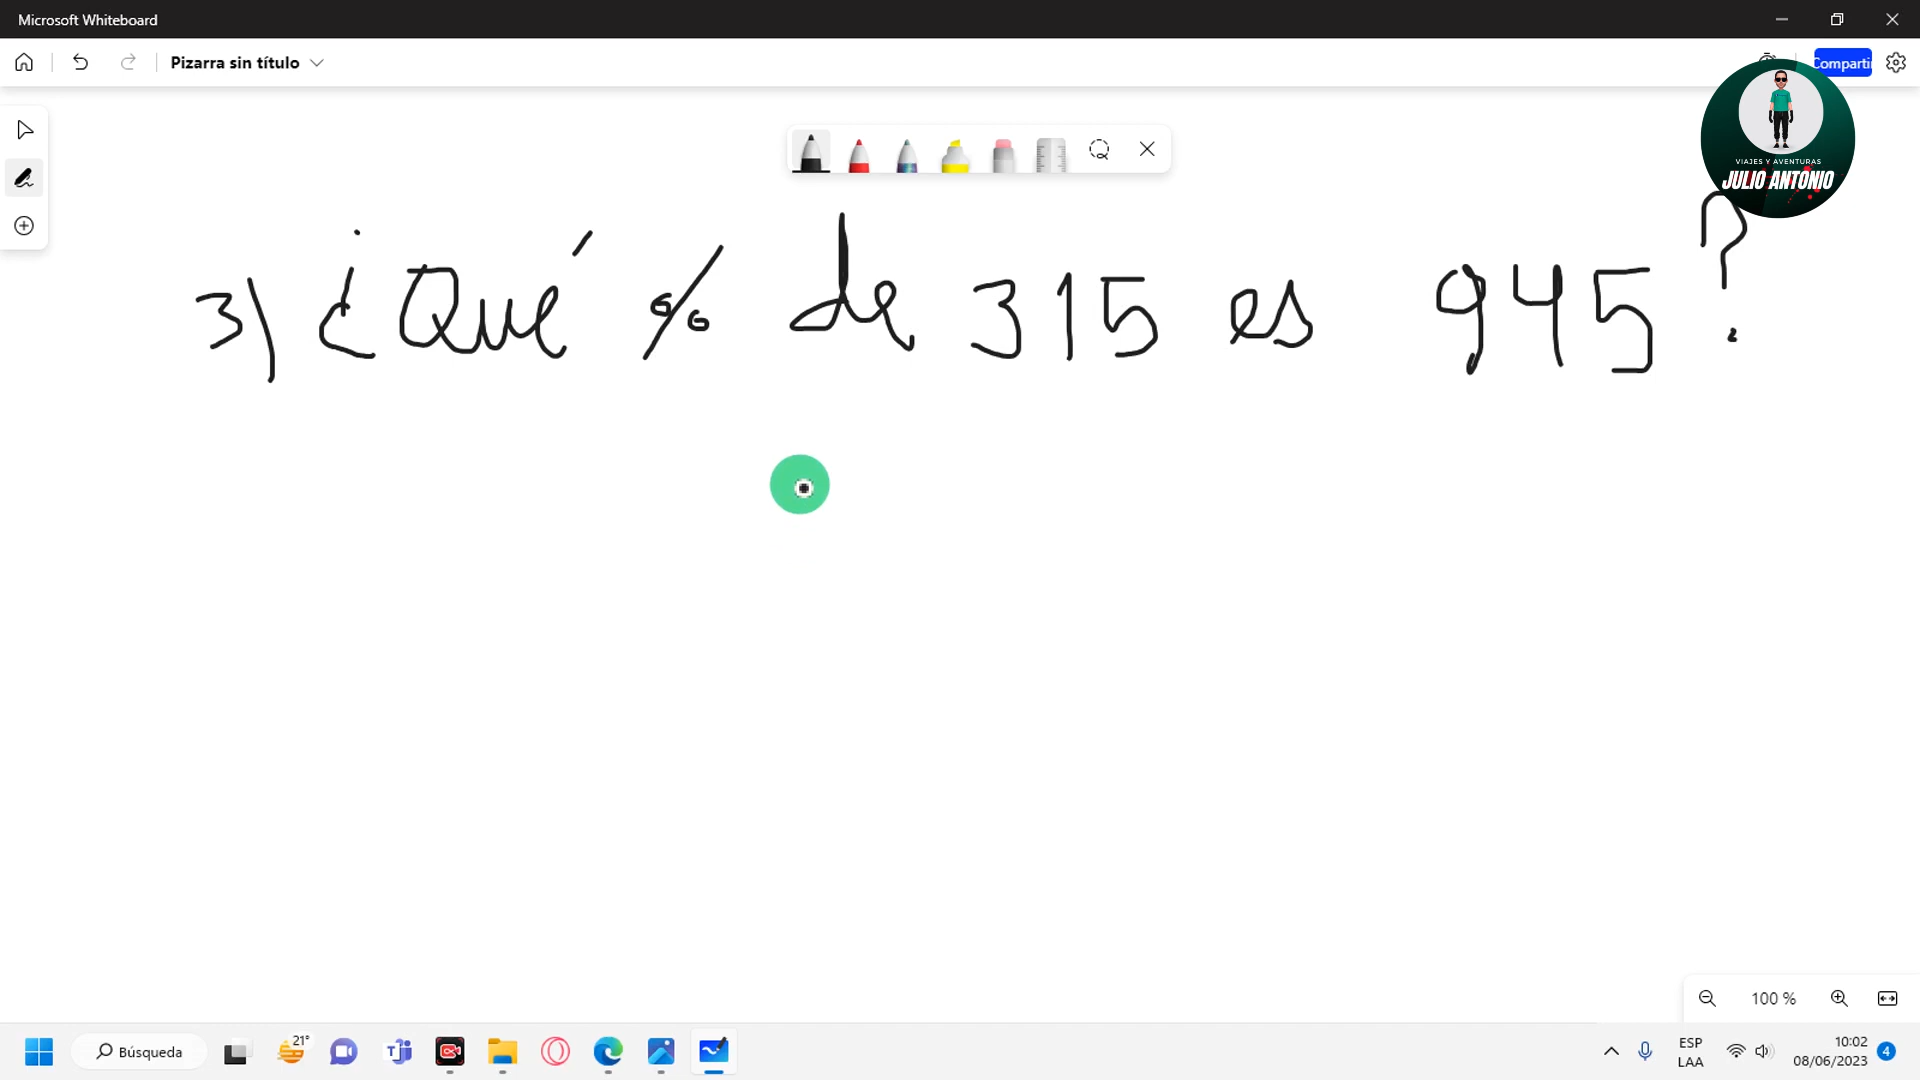 Microsoft Whiteboard
Pizarra sin título
Comparti
VIAJES Y AVENTURAS
JULIO ANTONIO
3) ¿Qué % de 315 es 945?
100 %
21°
Búsqueda
ESP
LAA
10:02
08/06/2023
4